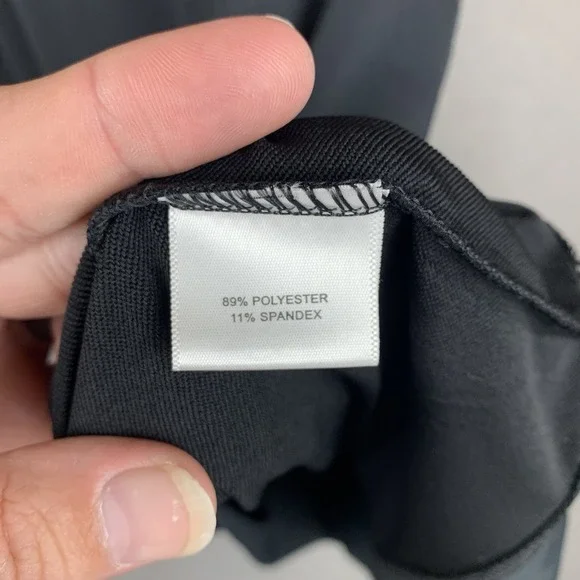 89% POLYESTER
11% SPANDEX